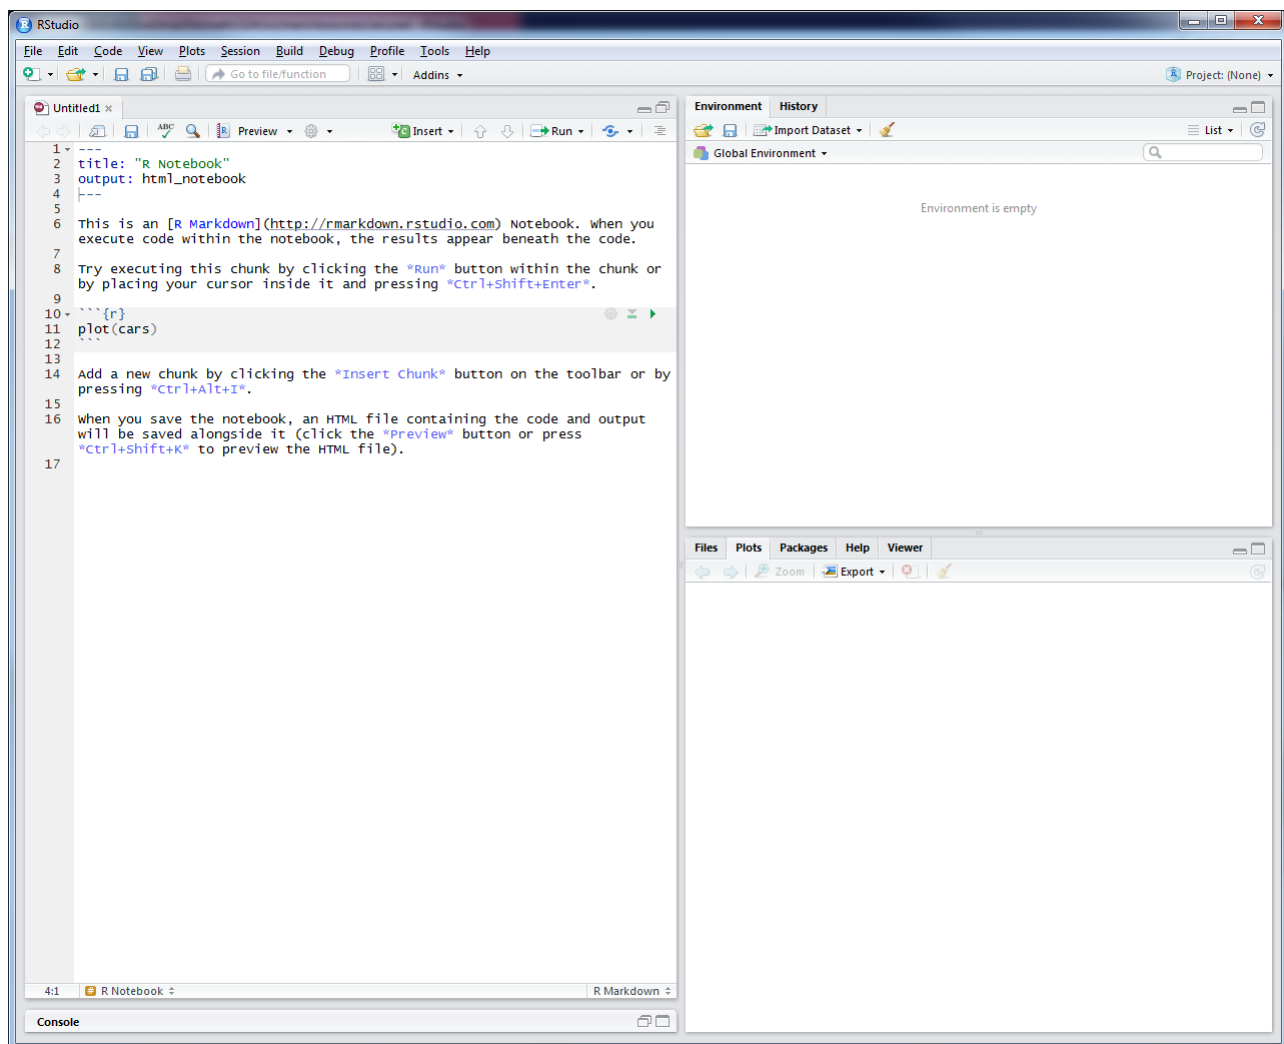 RStudio
File Edit Code View Plots Session Build Debug Profile Tools Help
Go to file/function Addins Project: (None)
Untitled1
ABC Preview Insert Run
1 ---
2 title: "R Notebook"
3 output: html_notebook
4 ---
5
6 This is an [R Markdown](http://rmarkdown.rstudio.com) Notebook. When you
execute code within the notebook, the results appear beneath the code.
7
8 Try executing this chunk by clicking the *Run* button within the chunk or
by placing your cursor inside it and pressing *Ctrl+Shift+Enter*.
9
10 ```{r}
11 plot(cars)
12 ```
13
14 Add a new chunk by clicking the *Insert Chunk* button on the toolbar or by
pressing *Ctrl+Alt+I*.
15
16 When you save the notebook, an HTML file containing the code and output
will be saved alongside it (click the *Preview* button or press
*Ctrl+Shift+K* to preview the HTML file).
17
4:1 R Notebook R Markdown
Console
Environment History
Import Dataset List
Global Environment
Environment is empty
Files Plots Packages Help Viewer
Zoom Export